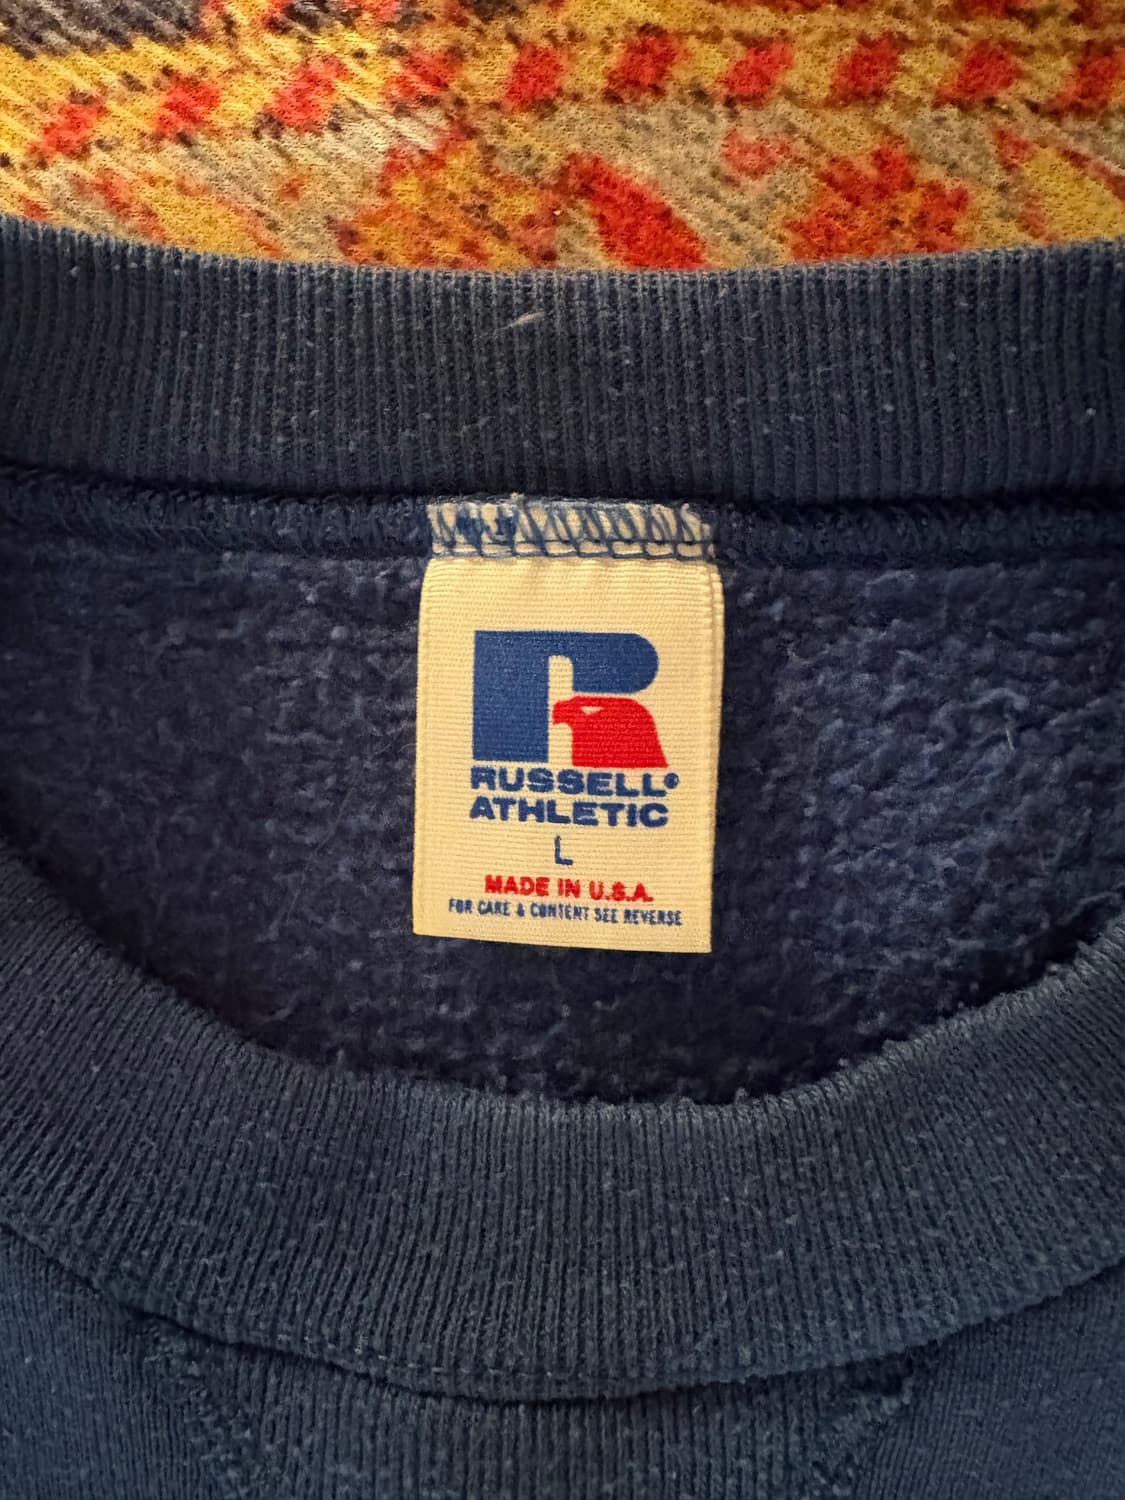 R
RUSSELL®
ATHLETIC
L
MADE IN U.S.A.
FOR CARE & CONTENT SEE REVERSE